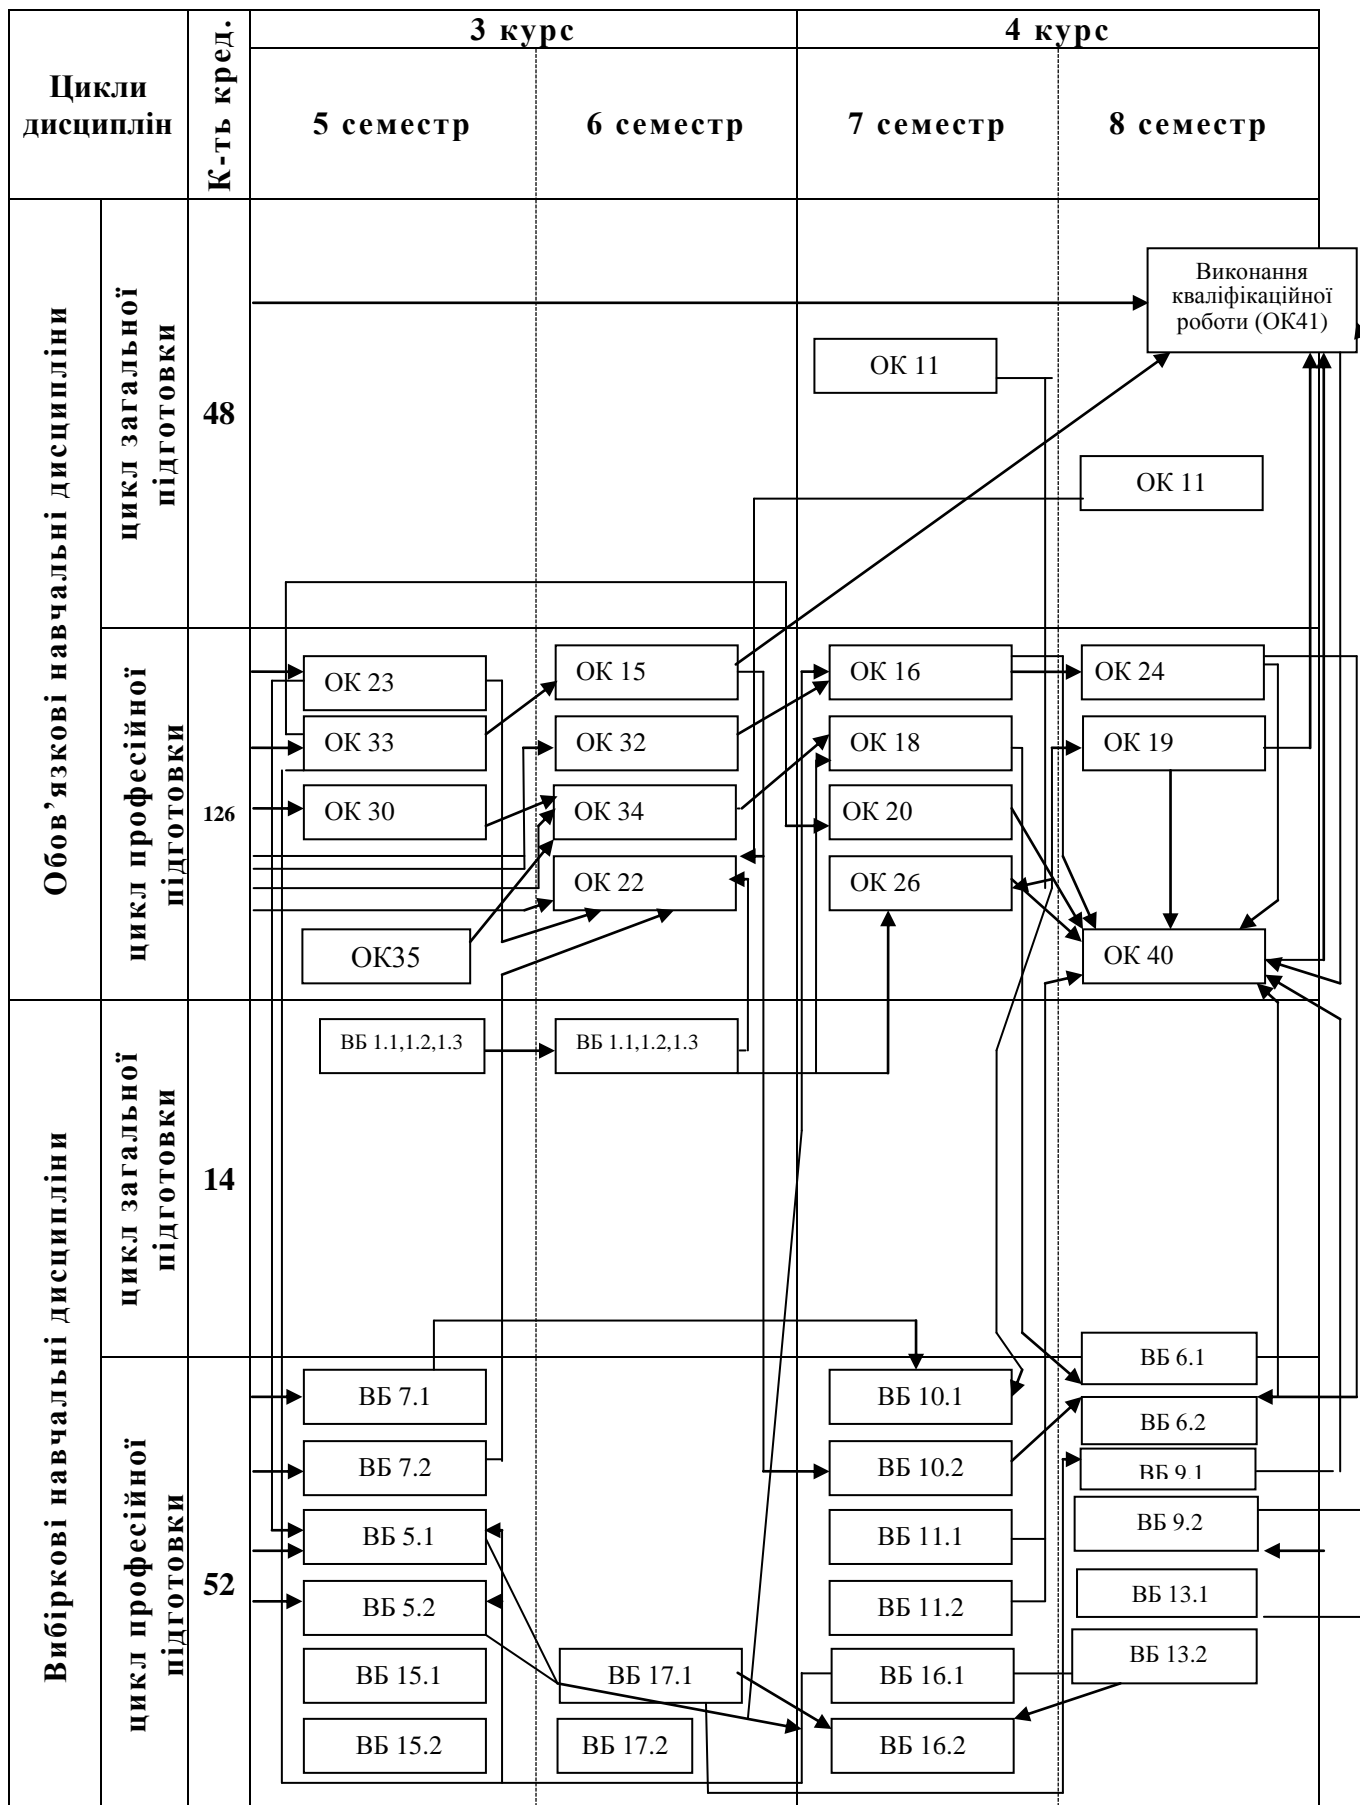 3 курс
4 курс
Цикли
дисциплін
К-ть кред.
5 семестр
6 семестр
7 семестр
8 семестр
Обов’язкові навчальні дисципліни
цикл загальної
підготовки
48
Виконання
кваліфікаційної
роботи (ОК41)
ОК 11
ОК 11
цикл професійної
підготовки
126
ОК 23
ОК 15
ОК 16
ОК 24
ОК 33
ОК 32
ОК 18
ОК 19
ОК 30
ОК 34
ОК 20
ОК 22
ОК 26
ОК35
ОК 40
Вибіркові навчальні дисципліни
цикл загальної
підготовки
14
ВБ 1.1,1.2,1.3
ВБ 1.1,1.2,1.3
цикл професійної
підготовки
52
ВБ 6.1
ВБ 7.1
ВБ 10.1
ВБ 6.2
ВБ 7.2
ВБ 10.2
ВБ 9.1
ВБ 5.1
ВБ 11.1
ВБ 9.2
ВБ 5.2
ВБ 11.2
ВБ 13.1
ВБ 15.1
ВБ 17.1
ВБ 16.1
ВБ 13.2
ВБ 15.2
ВБ 17.2
ВБ 16.2